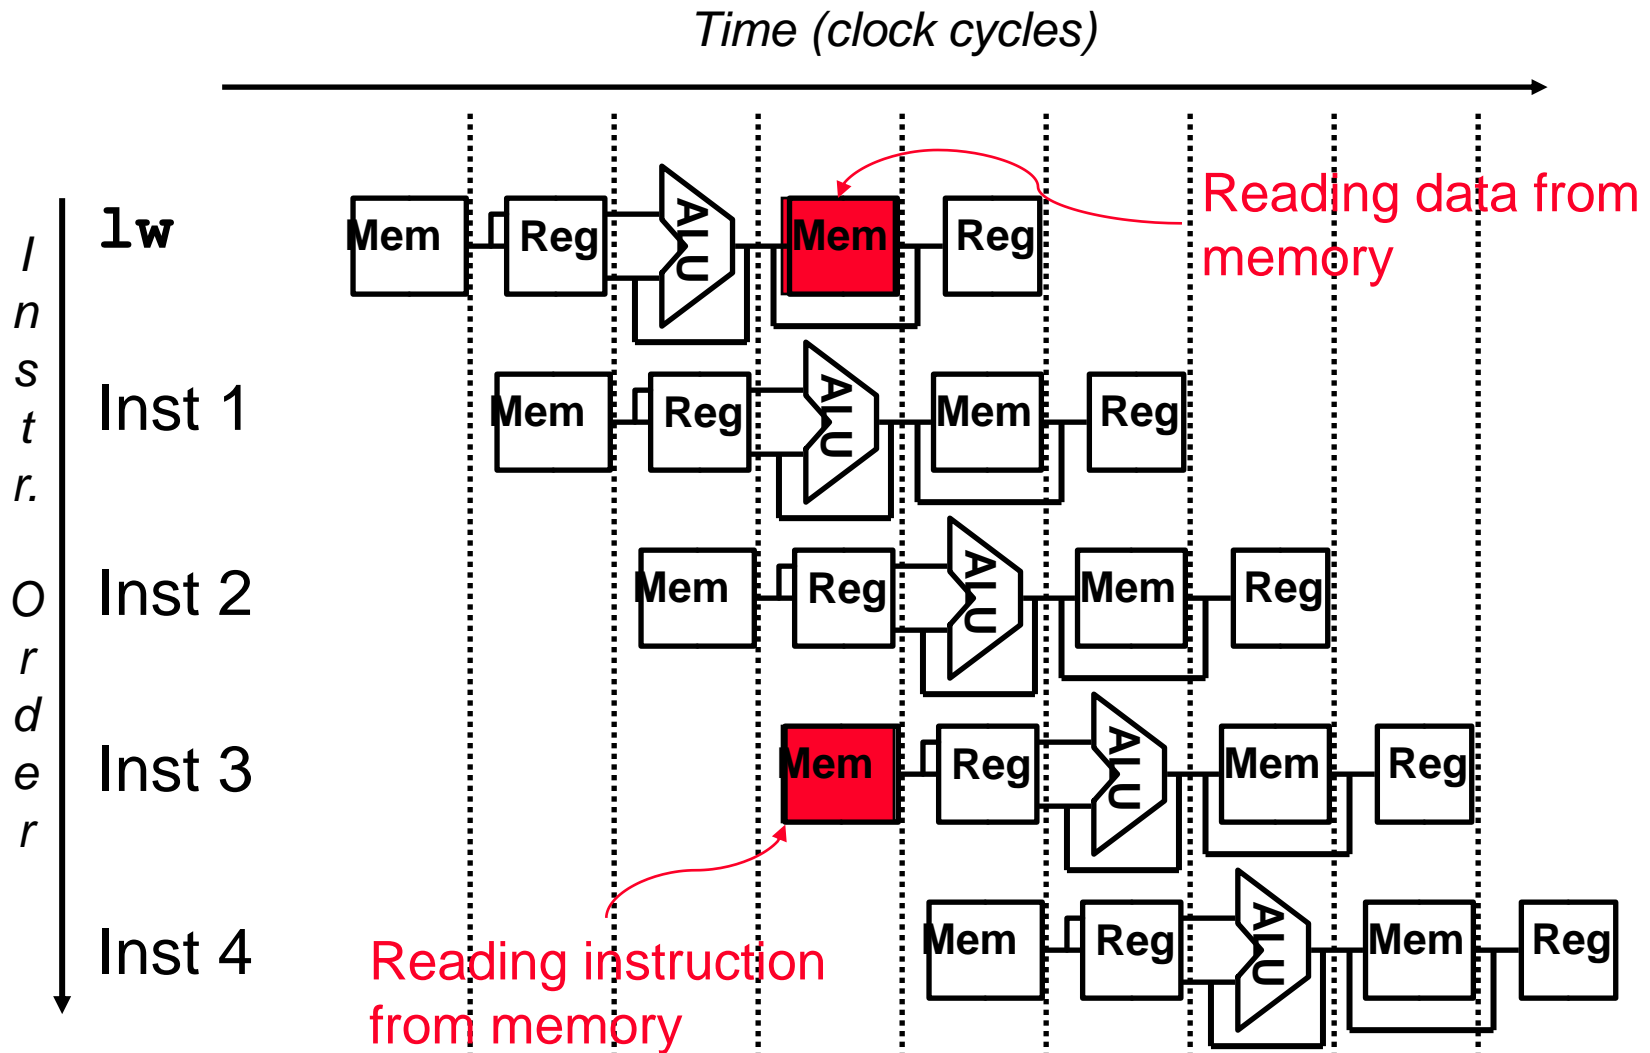 Time (clock cycles)
Instr. Order
lw
Mem Reg ALU Mem Reg
Reading data from
memory
Inst 1
Mem Reg ALU Mem Reg
Inst 2
Mem Reg ALU Mem Reg
Inst 3
Mem Reg ALU Mem Reg
Inst 4
Mem Reg ALU Mem Reg
Reading instruction
from memory